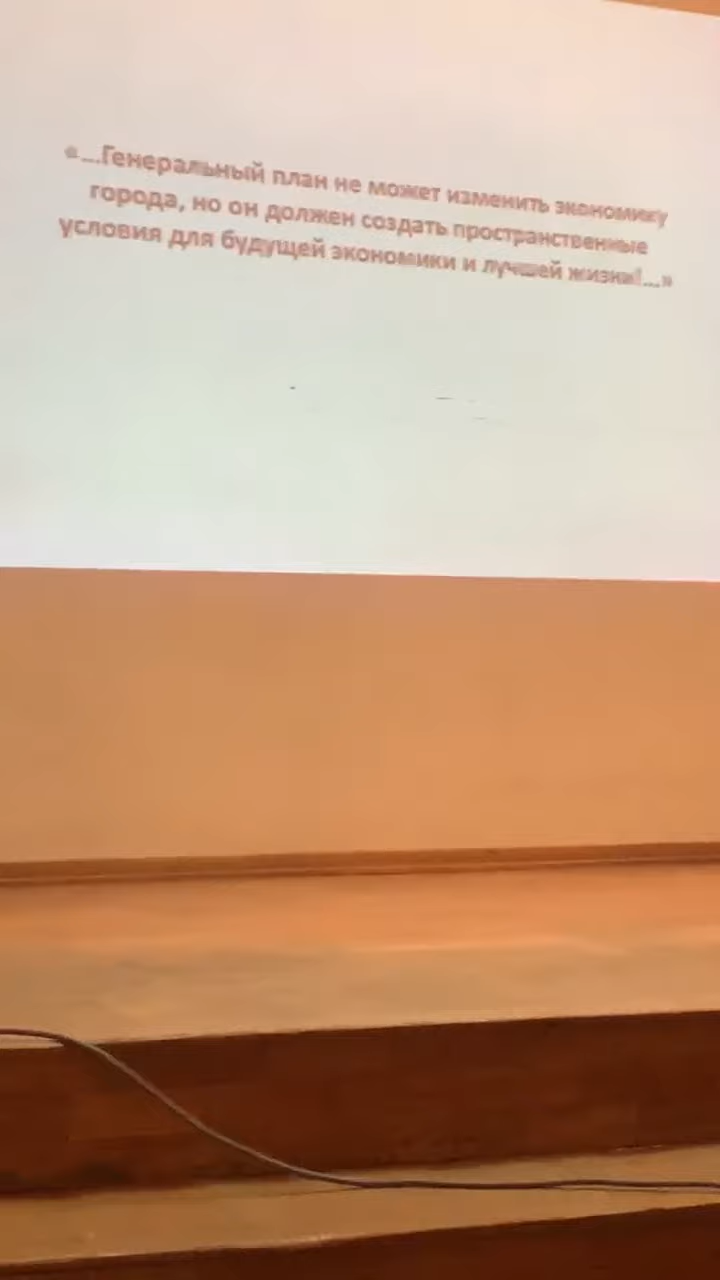 «...Генеральный план не может изменить экономику
города, но он должен создать пространственные
условия для будущей экономики и лучшей жизни!...»